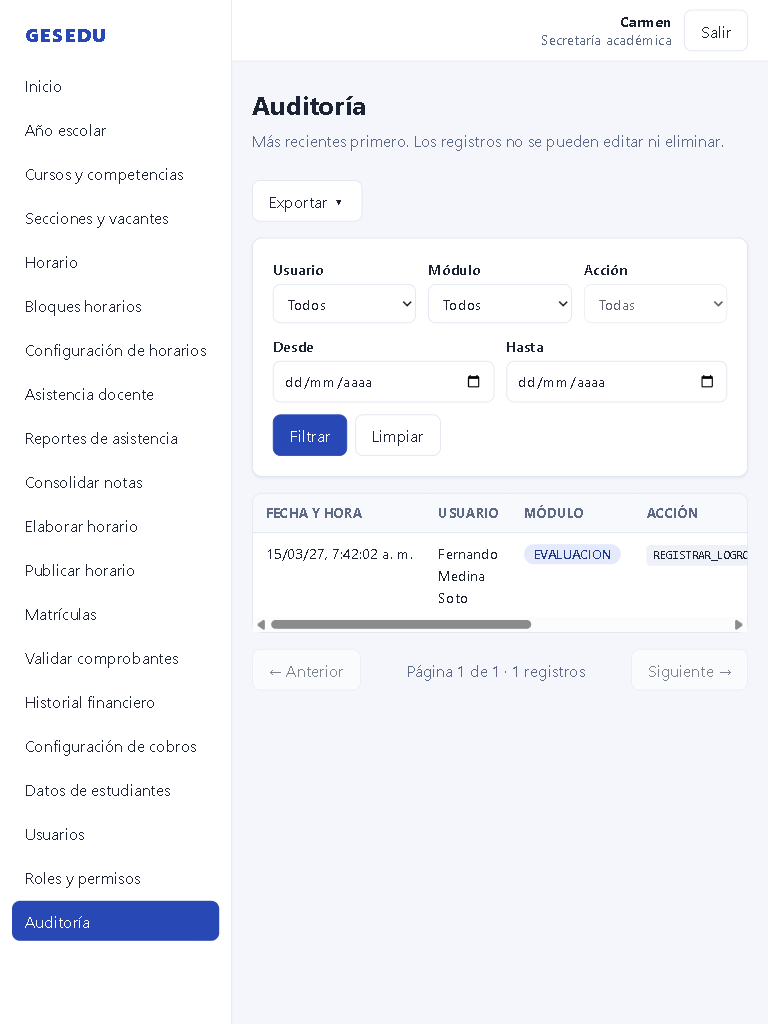 GESEDU
Carmen
Secretaría académica
Salir
Inicio
Año escolar
Cursos y competencias
Secciones y vacantes
Horario
Bloques horarios
Configuración de horarios
Asistencia docente
Reportes de asistencia
Consolidar notas
Elaborar horario
Publicar horario
Matrículas
Validar comprobantes
Historial financiero
Configuración de cobros
Datos de estudiantes
Usuarios
Roles y permisos
Auditoría
Auditoría
Más recientes primero. Los registros no se pueden editar ni eliminar.
Exportar ▾
Usuario Módulo Acción
Todos Todos Todas
Desde Hasta
dd/mm/aaaa dd/mm/aaaa
Filtrar Limpiar
FECHA Y HORA USUARIO MÓDULO ACCIÓN
15/03/27, 7:42:02 a. m. Fernando EVALUACION REGISTRAR_LOGRO
Medina
Soto
← Anterior Página 1 de 1 · 1 registros Siguiente →